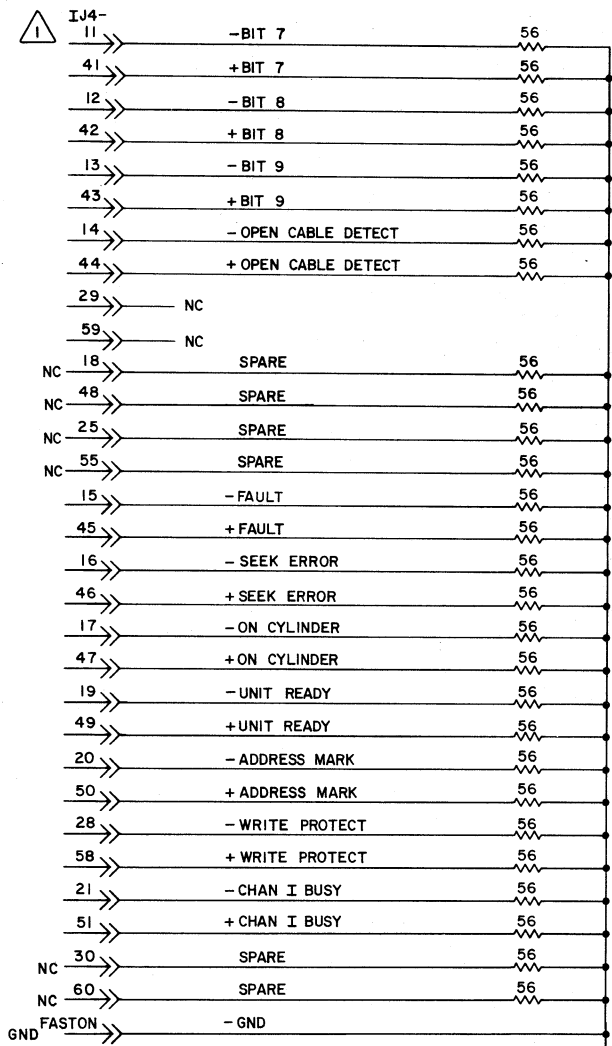 1 IJ4-
11 -BIT 7 56
41 +BIT 7 56
12 -BIT 8 56
42 +BIT 8 56
13 -BIT 9 56
43 +BIT 9 56
14 -OPEN CABLE DETECT 56
44 +OPEN CABLE DETECT 56
29 NC
59 NC
NC 18 SPARE 56
NC 48 SPARE 56
NC 25 SPARE 56
NC 55 SPARE 56
15 -FAULT 56
45 +FAULT 56
16 -SEEK ERROR 56
46 +SEEK ERROR 56
17 -ON CYLINDER 56
47 +ON CYLINDER 56
19 -UNIT READY 56
49 +UNIT READY 56
20 -ADDRESS MARK 56
50 +ADDRESS MARK 56
28 -WRITE PROTECT 56
58 +WRITE PROTECT 56
21 -CHAN I BUSY 56
51 +CHAN I BUSY 56
NC 30 SPARE 56
NC 60 SPARE 56
GND FASTON -GND